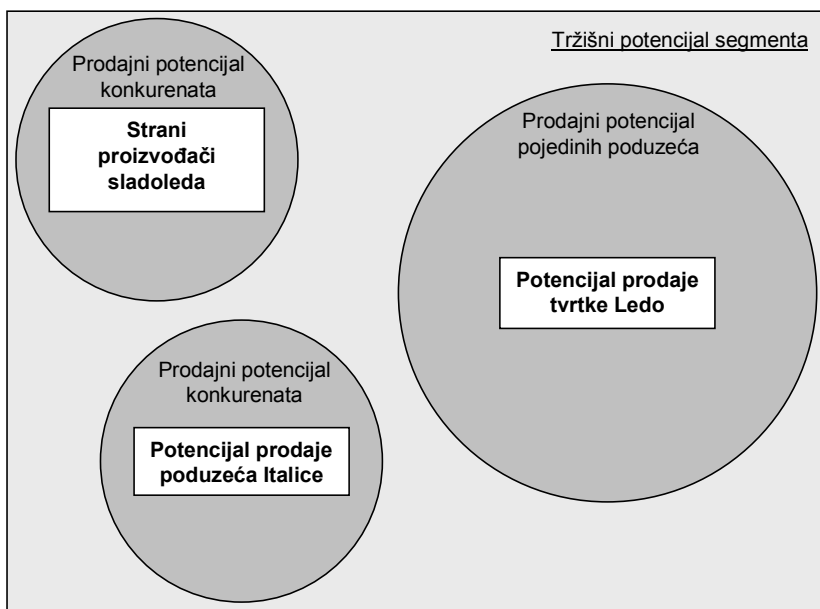 Tržišni potencijal segmenta
Prodajni potencijal
konkurenata
Strani
proizvođači
sladoleda
Prodajni potencijal
pojedinih poduzeća
Potencijal prodaje
tvrtke Ledo
Prodajni potencijal
konkurenata
Potencijal prodaje
poduzeća Italice